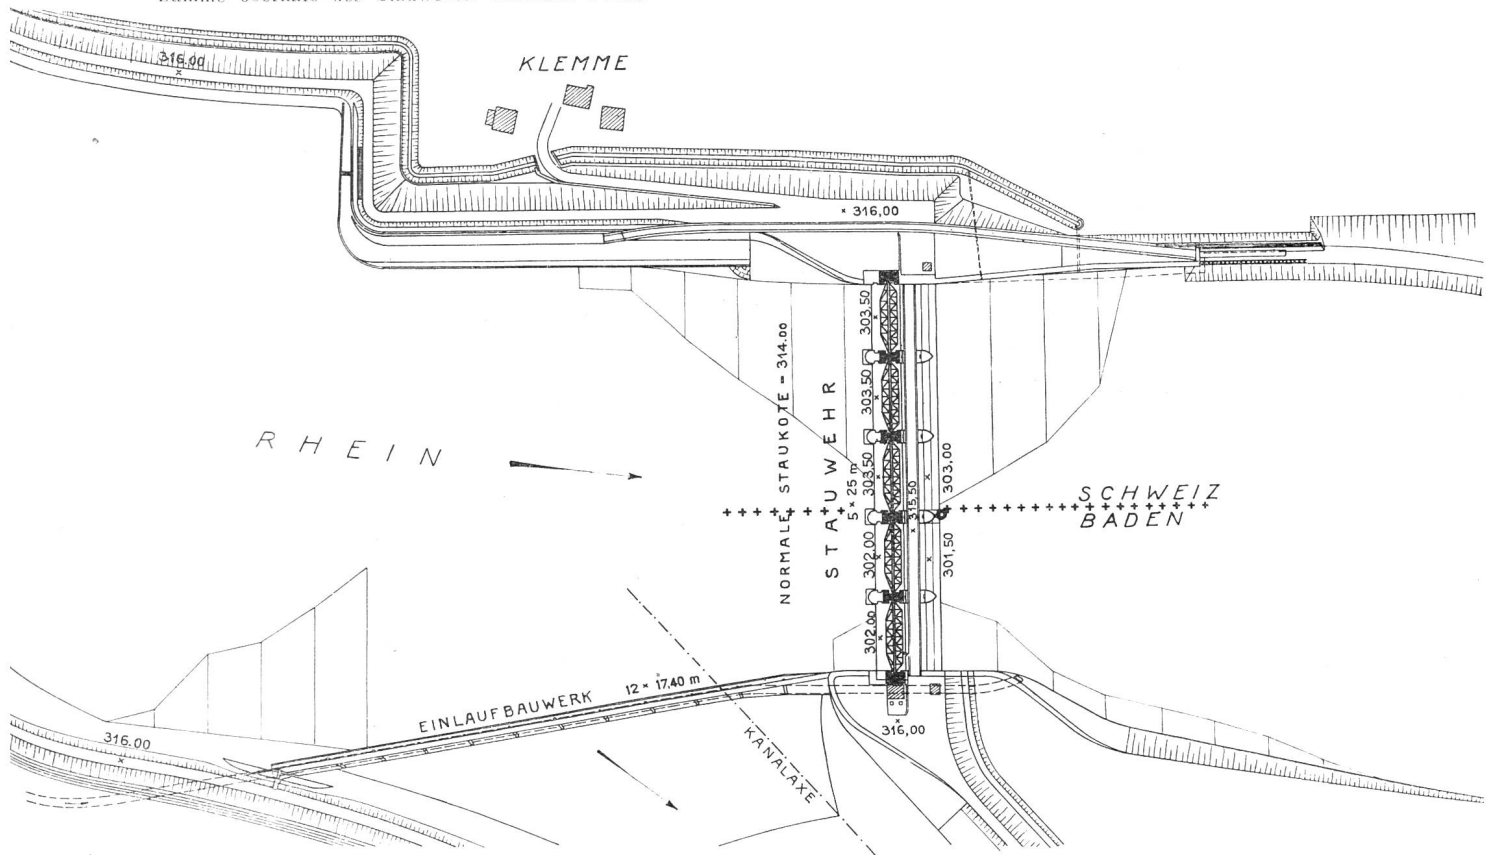 316.00
KLEMME
316,00
303.50
303,50
303,50
302.00
302.00
NORMALE STAUKOTE = 314.00
STAUWEHR
5 × 25 m
315,50
303,00
301,50
RHEIN
SCHWEIZ
BADEN
EINLAUFBAUWERK
12 × 17,40 m
316.00
316,00
KANALAXE